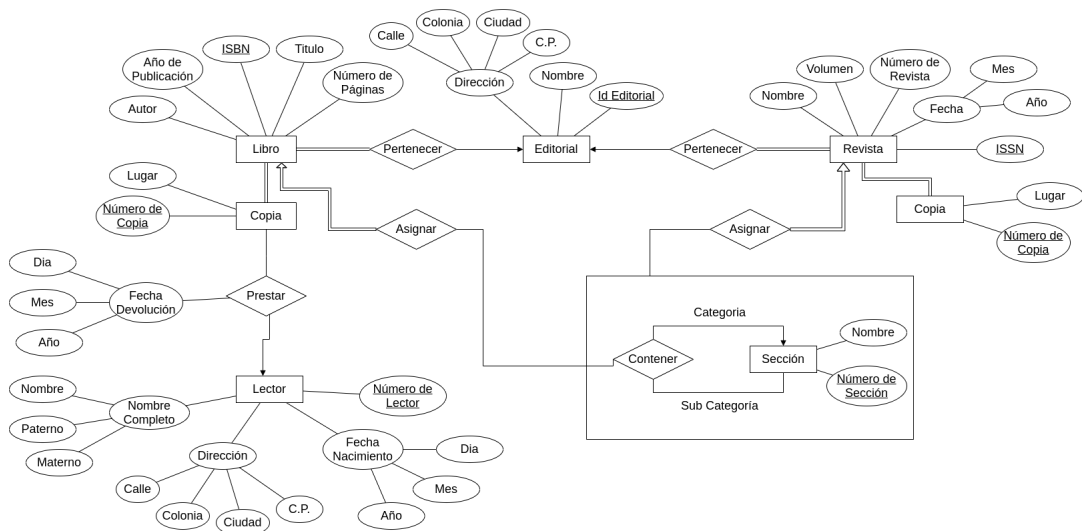 Calle
Colonia
Ciudad
C.P.
Año de
Publicación
ISBN
Titulo
Número de
Páginas
Autor
Dirección
Nombre
Id Editorial
Volumen
Número de
Revista
Mes
Nombre
Fecha
Año
Libro
Pertenecer
Editorial
Pertenecer
Revista
ISSN
Lugar
Número de
Copia
Copia
Asignar
Asignar
Copia
Lugar
Número de
Copia
Dia
Mes
Año
Fecha
Devolución
Prestar
Categoria
Contener
Sección
Nombre
Número de
Sección
Sub Categoría
Nombre
Paterno
Materno
Nombre
Completo
Lector
Número de
Lector
Dirección
Calle
Colonia
Ciudad
C.P.
Fecha
Nacimiento
Dia
Mes
Año